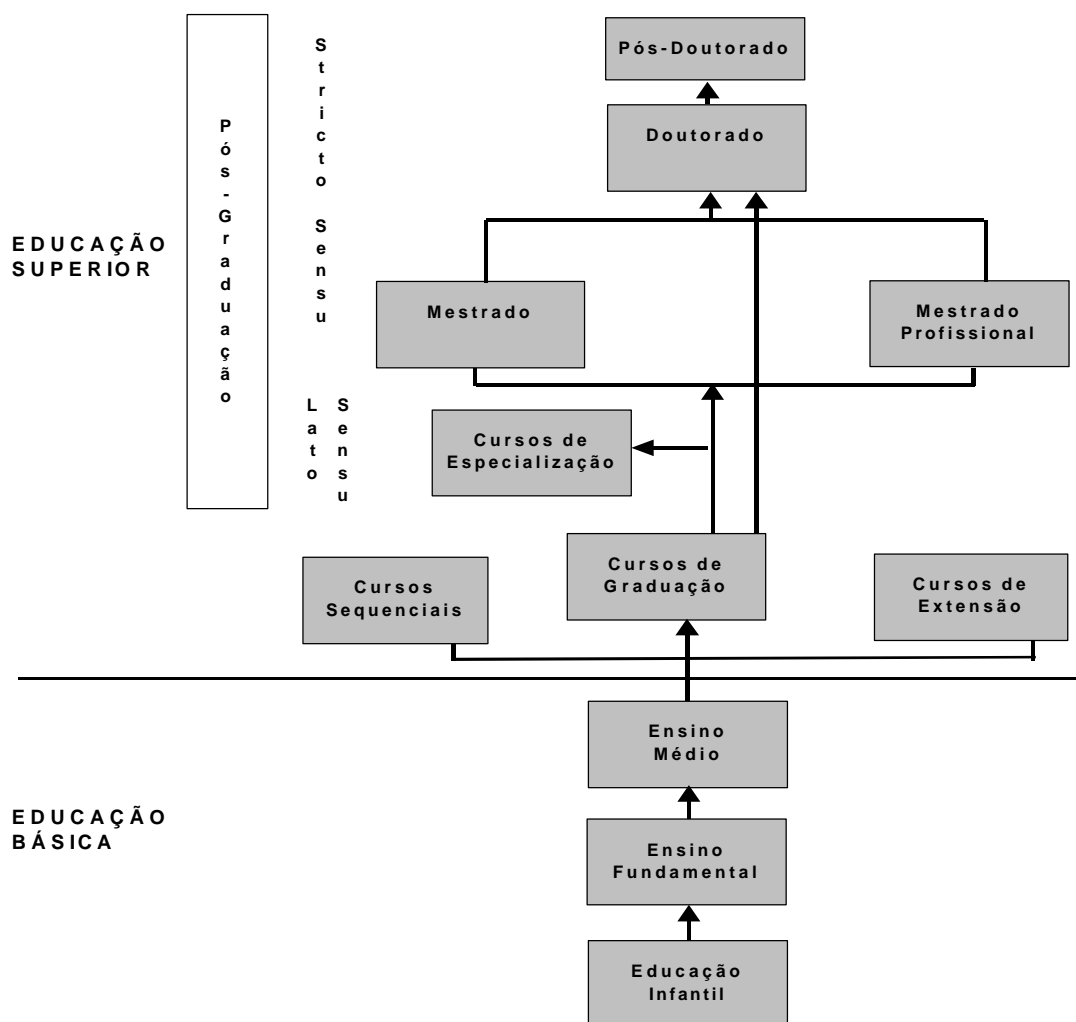 Pós-Doutorado
Doutorado
Stricto Sensu
Pós-Graduação
EDUCAÇÃO
SUPERIOR
Mestrado
Mestrado
Profissional
Lato
Sensu
Cursos de
Especialização
Cursos
Sequenciais
Cursos de
Graduação
Cursos de
Extensão
Ensino
Médio
EDUCAÇÃO
BÁSICA
Ensino
Fundamental
Educação
Infantil